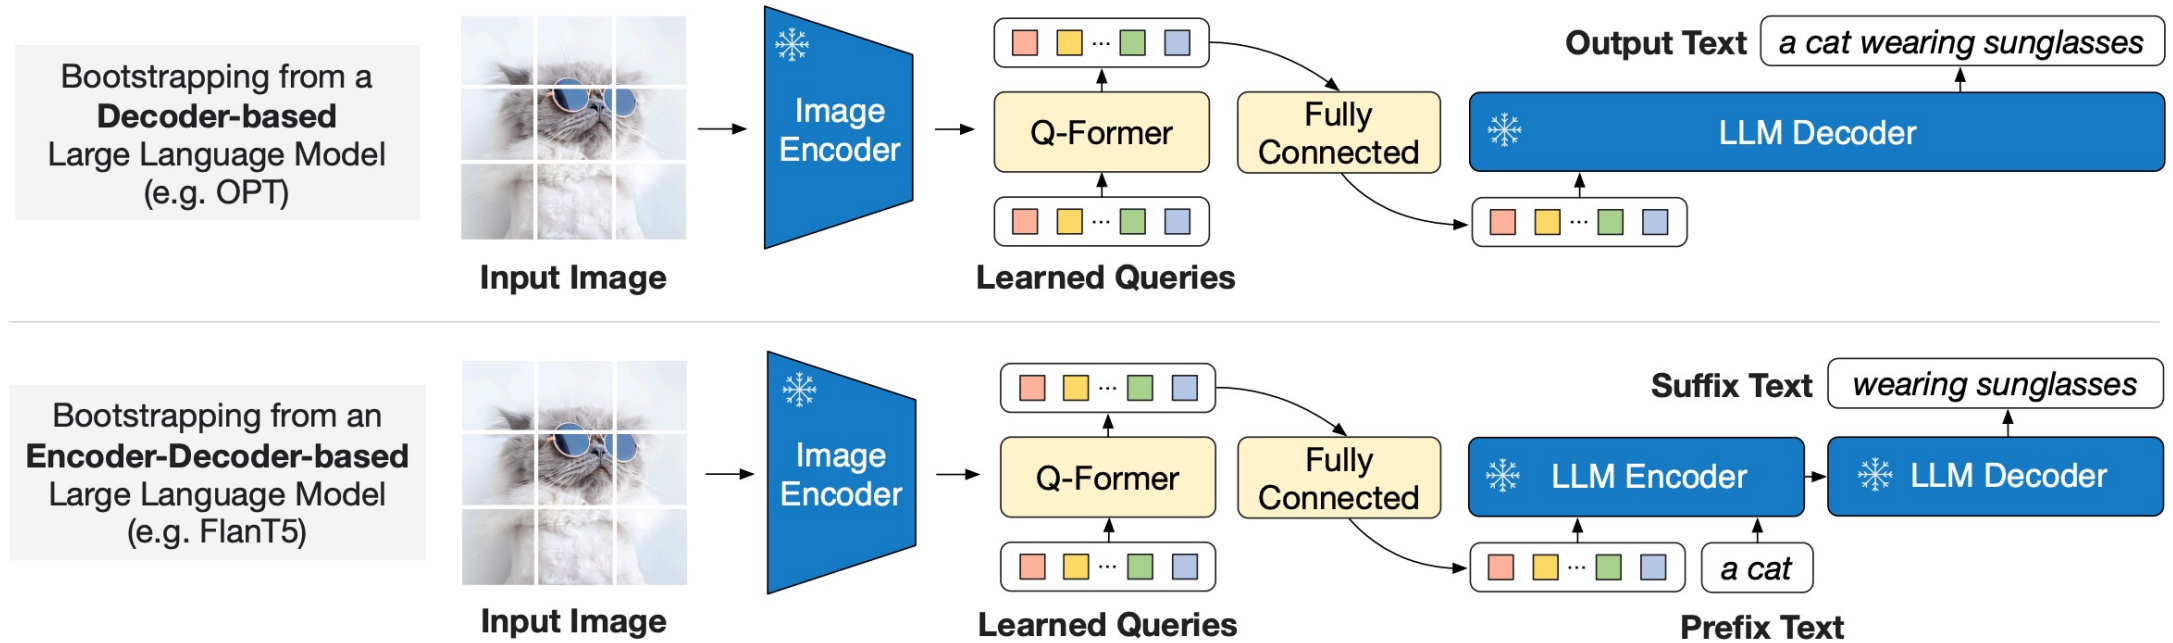 Bootstrapping from a
Decoder-based
Large Language Model
(e.g. OPT)
Input Image
Image
Encoder
Q-Former
Learned Queries
Fully
Connected
Output Text
a cat wearing sunglasses
LLM Decoder
Bootstrapping from an
Encoder-Decoder-based
Large Language Model
(e.g. FlanT5)
Input Image
Image
Encoder
Q-Former
Learned Queries
Fully
Connected
Suffix Text
wearing sunglasses
LLM Encoder
LLM Decoder
a cat
Prefix Text